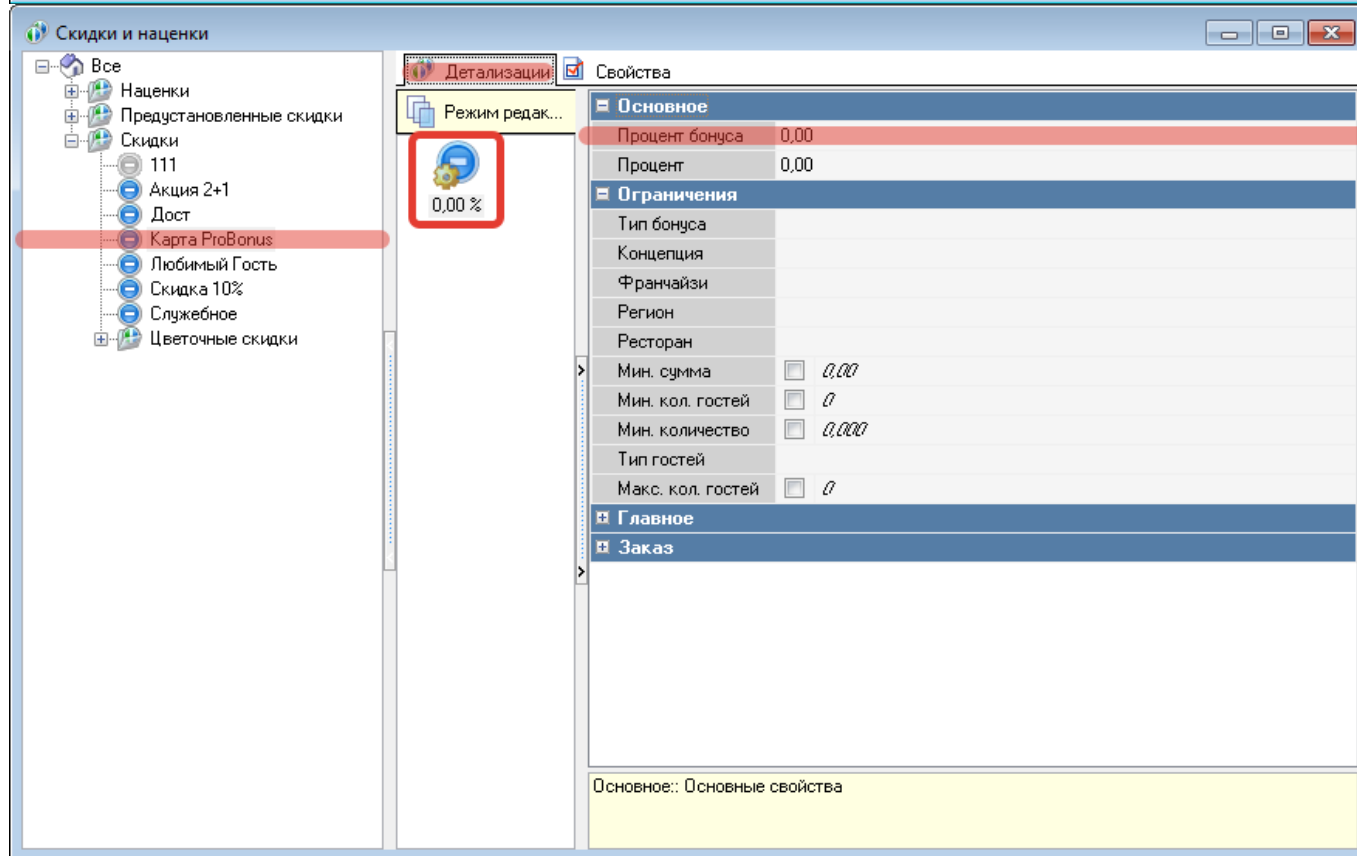 Скидки и наценки
Все
Наценки
Предустановленные скидки
Скидки
111
Акция 2+1
Дост
Карта ProBonus
Любимый Гость
Скидка 10%
Служебное
Цветочные скидки
Детализации
Свойства
Режим редак...
0,00 %
Основное
Процент бонуса 0,00
Процент 0,00
Ограничения
Тип бонуса
Концепция
Франчайзи
Регион
Ресторан
Мин. сумма 0,00
Мин. кол. гостей 0
Мин. количество 0,000
Тип гостей
Макс. кол. гостей 0
Главное
Заказ
Основное:: Основные свойства